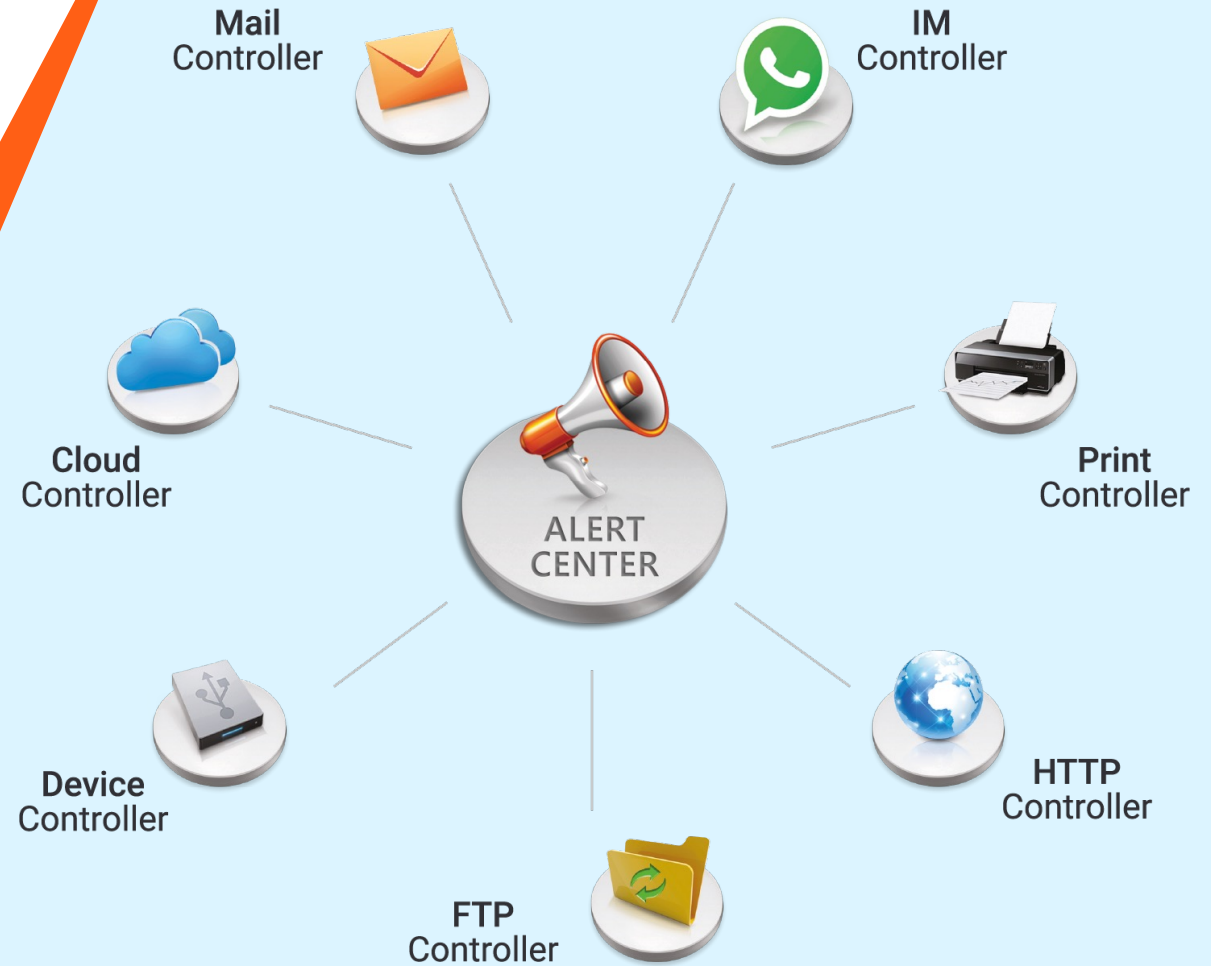 Mail
Controller
IM
Controller
Cloud
Controller
Print
Controller
ALERT
CENTER
Device
Controller
HTTP
Controller
FTP
Controller